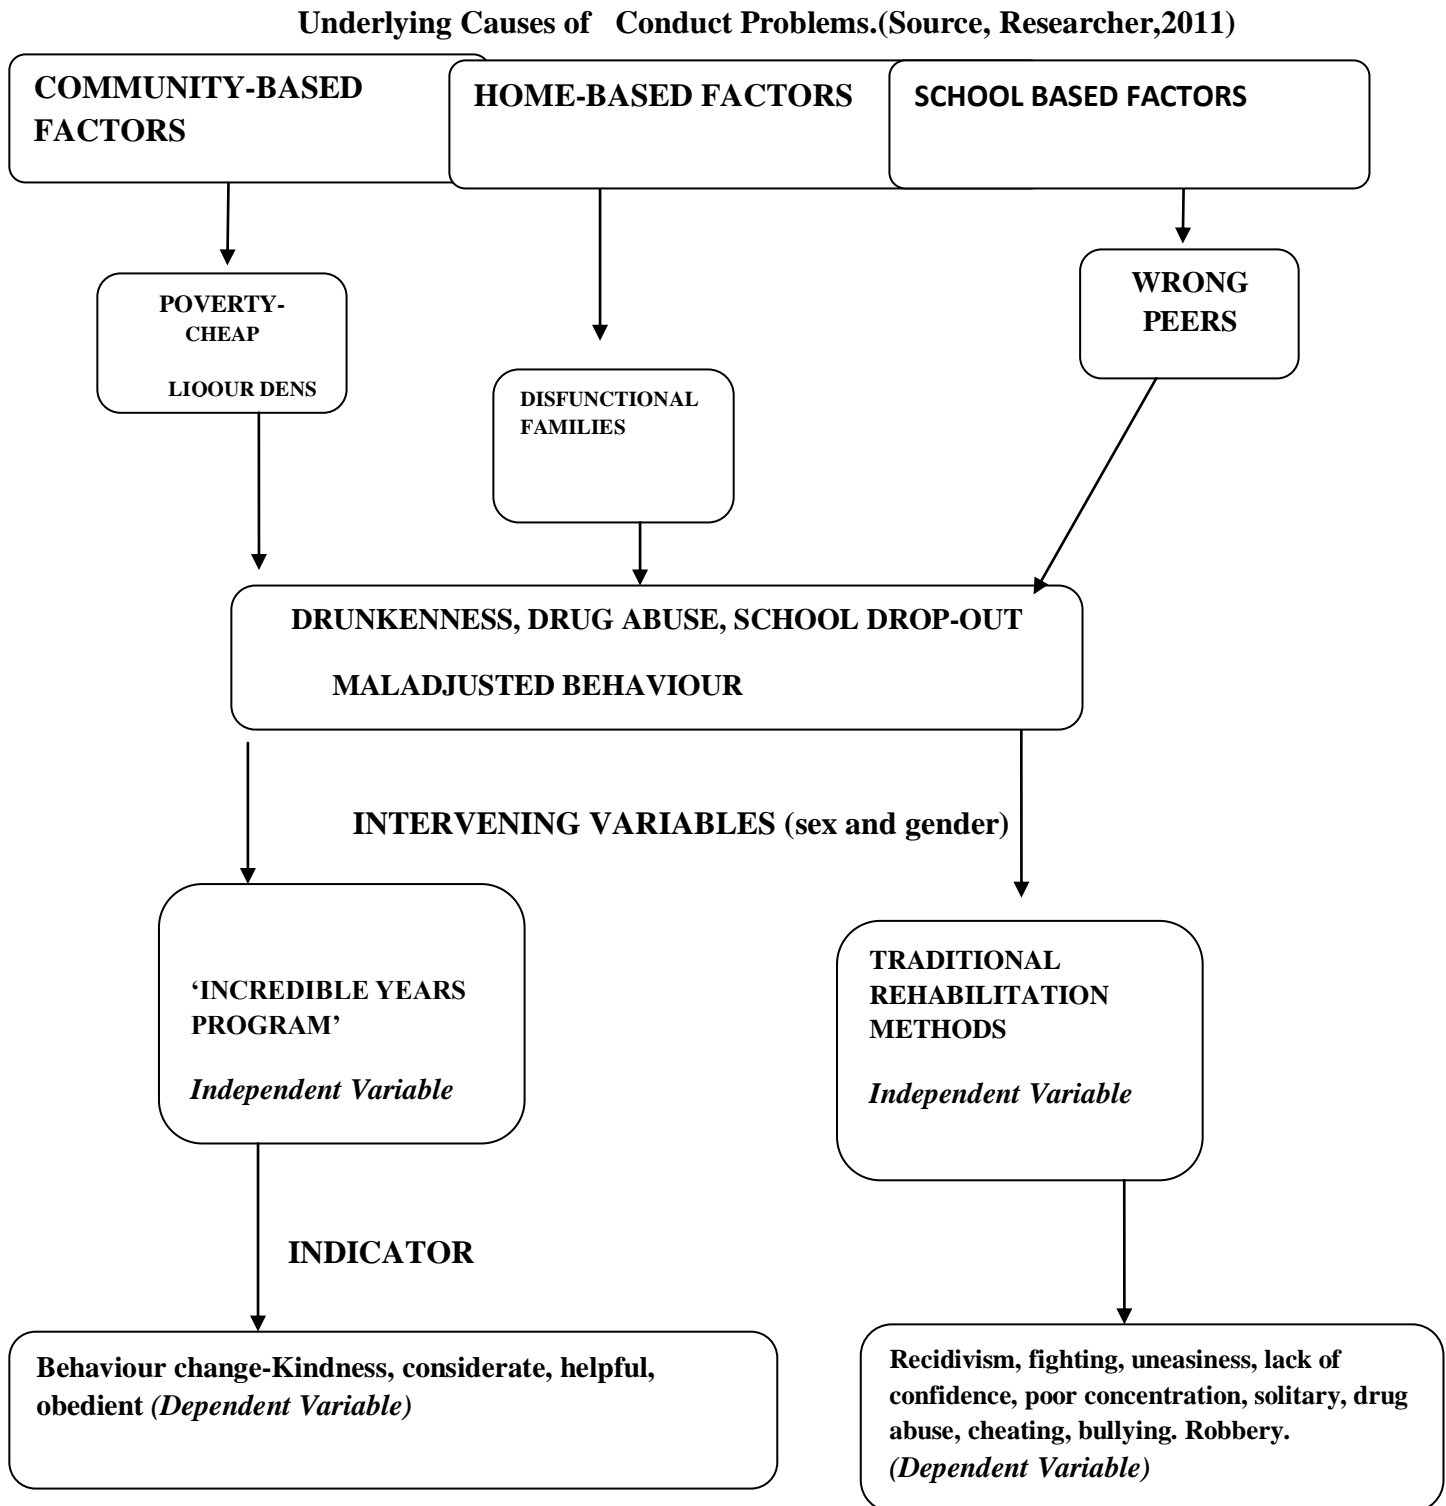 Underlying Causes of Conduct Problems.(Source, Researcher,2011)
COMMUNITY-BASED
FACTORS
HOME-BASED FACTORS
SCHOOL BASED FACTORS
POVERTY-
CHEAP
LIOOUR DENS
DISFUNCTIONAL
FAMILIES
WRONG
PEERS
DRUNKENNESS, DRUG ABUSE, SCHOOL DROP-OUT
MALADJUSTED BEHAVIOUR
INTERVENING VARIABLES (sex and gender)
‘INCREDIBLE YEARS
PROGRAM’
Independent Variable
TRADITIONAL
REHABILITATION
METHODS
Independent Variable
INDICATOR
Behaviour change-Kindness, considerate, helpful,
obedient (Dependent Variable)
Recidivism, fighting, uneasiness, lack of
confidence, poor concentration, solitary, drug
abuse, cheating, bullying. Robbery.
(Dependent Variable)